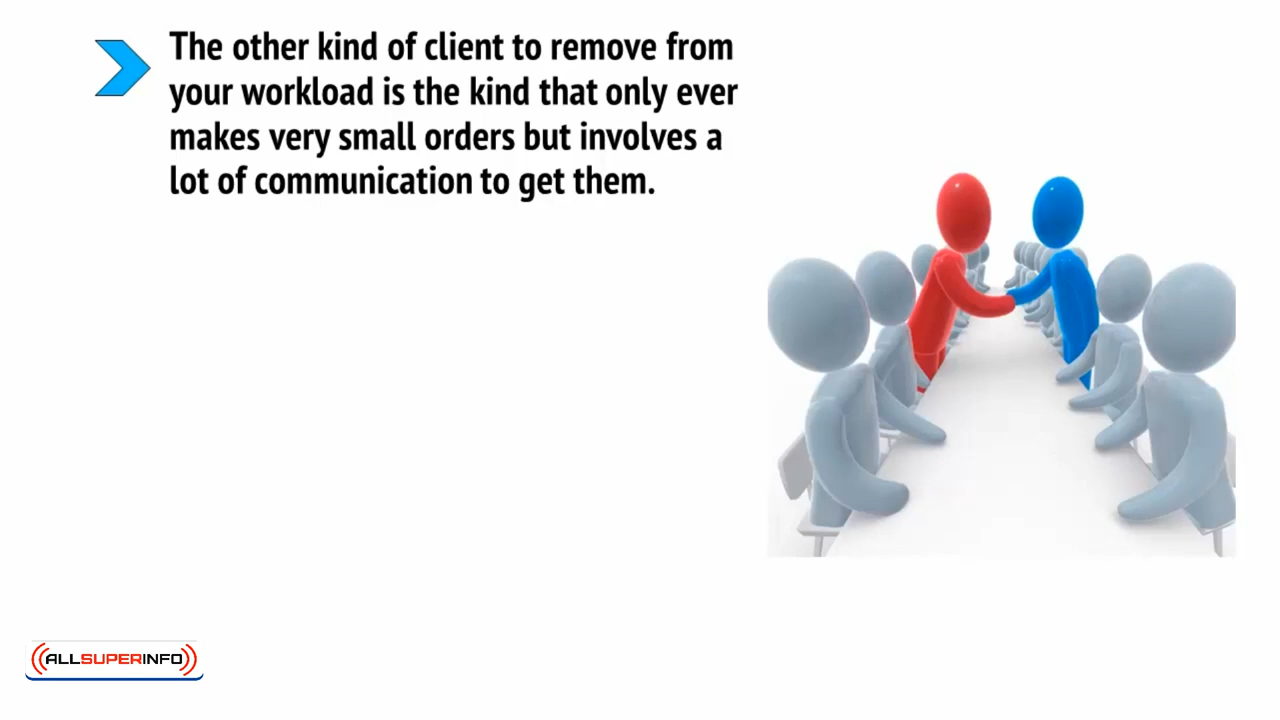 The other kind of client to remove from
your workload is the kind that only ever
makes very small orders but involves a
lot of communication to get them.
ALLSUPERINFO